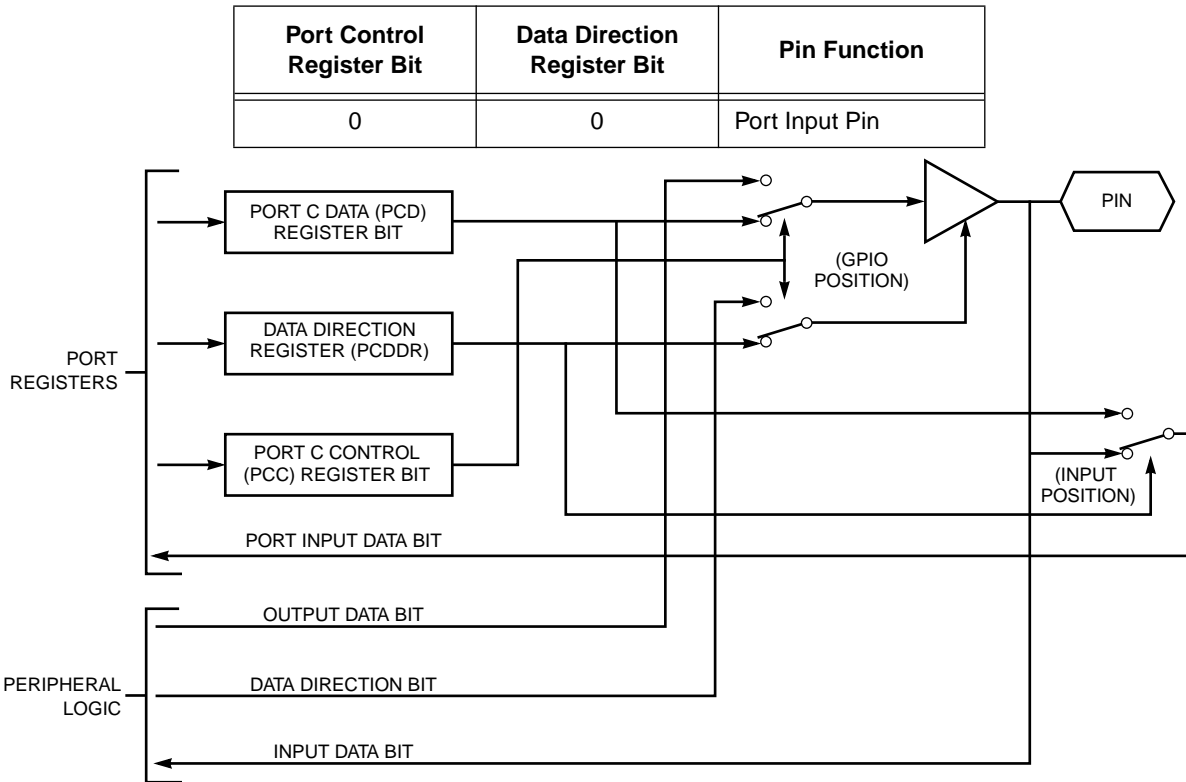 Port Control
Register Bit
Data Direction
Register Bit
Pin Function
0
0
Port Input Pin
PORT C DATA (PCD)
REGISTER BIT
PIN
(GPIO
POSITION)
DATA DIRECTION
REGISTER (PCDDR)
PORT
REGISTERS
PORT C CONTROL
(PCC) REGISTER BIT
(INPUT
POSITION)
PORT INPUT DATA BIT
OUTPUT DATA BIT
PERIPHERAL
LOGIC
DATA DIRECTION BIT
INPUT DATA BIT